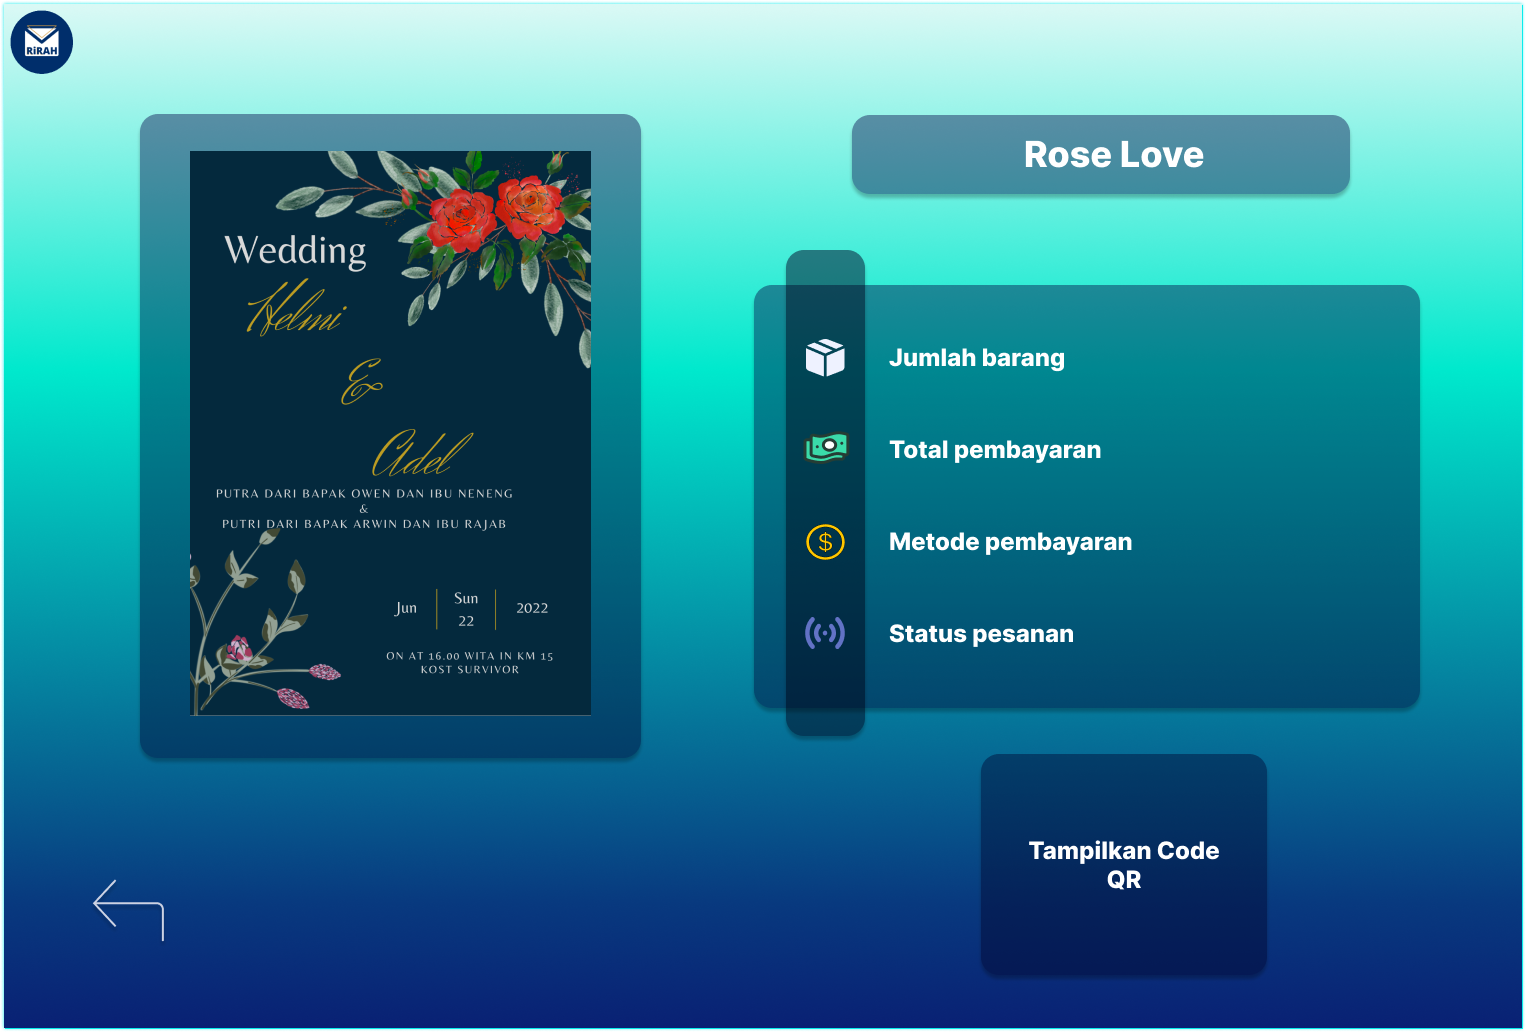 RiRAH
Wedding
Helmi
&
Adel
PUTRA DARI BAPAK OWEN DAN IBU NENENG
&
PUTRI DARI BAPAK ARWIN DAN IBU RAJAB
Jun
Sun
22
2022
ON AT 16.00 WITA IN KM 15
KOST SURVIVOR
Rose Love
Jumlah barang
Total pembayaran
Metode pembayaran
Status pesanan
Tampilkan Code
QR